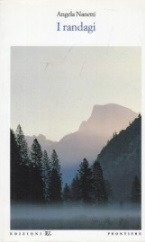 Angela Nanetti
I randagi
EDIZIONI EL
FRONTIERE